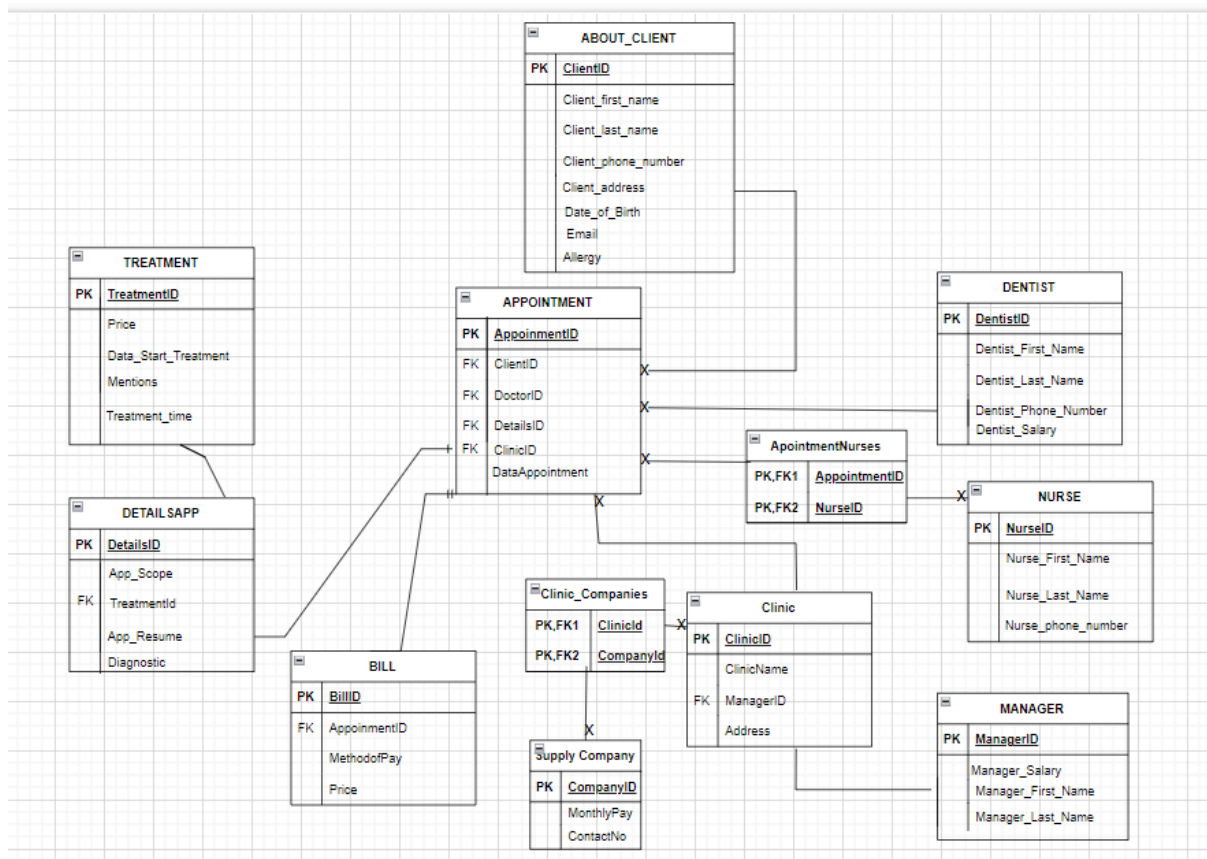 ABOUT_CLIENT
PK ClientID
Client_first_name
Client_last_name
Client_phone_number
Client_address
Date_of_Birth
Email
Allergy
TREATMENT
PK TreatmentID
Price
Data_Start_Treatment
Mentions
Treatment_time
APPOINTMENT
PK AppoinmentID
FK ClientID
FK DoctorID
FK DetailsID
FK ClinicID
DataAppointment
DENTIST
PK DentistID
Dentist_First_Name
Dentist_Last_Name
Dentist_Phone_Number
Dentist_Salary
ApointmentNurses
PK,FK1 AppointmentID
PK,FK2 NurseID
NURSE
PK NurseID
Nurse_First_Name
Nurse_Last_Name
Nurse_phone_number
DETAILSAPP
PK DetailsID
App_Scope
FK TreatmentId
App_Resume
Diagnostic
Clinic_Companies
PK,FK1 ClinicId
PK,FK2 CompanyId
Clinic
PK ClinicID
ClinicName
FK ManagerID
Address
BILL
PK BillID
FK AppoinmentID
MethodofPay
Price
Supply Company
PK CompanyID
MonthlyPay
ContactNo
MANAGER
PK ManagerID
Manager_Salary
Manager_First_Name
Manager_Last_Name